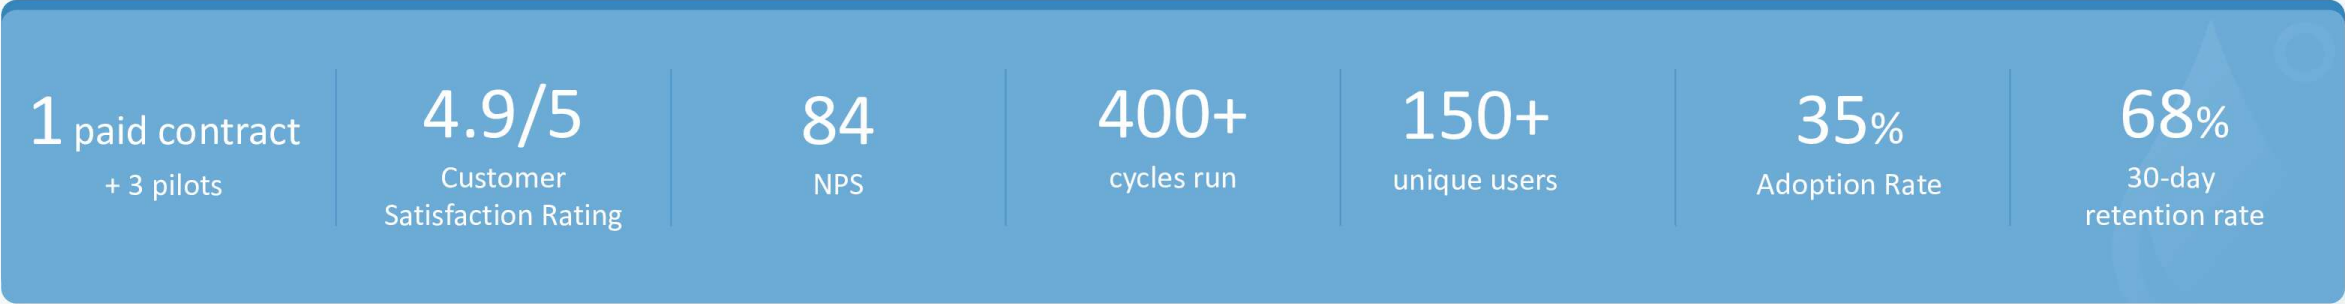 1 paid contract
+ 3 pilots
4.9/5
Customer
Satisfaction Rating
84
NPS
400+
cycles run
150+
unique users
35%
Adoption Rate
68%
30-day
retention rate